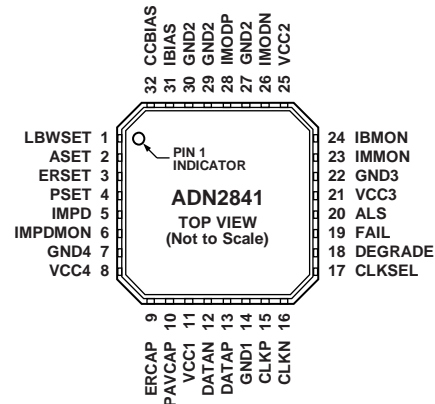 32 CCBIAS
31 IBIAS
30 GND2
29 GND2
28 IMODP
27 GND2
26 IMODN
25 VCC2
LBWSET 1
ASET 2
ERSET 3
PSET 4
IMPD 5
IMPDMON 6
GND4 7
VCC4 8
PIN 1
INDICATOR
ADN2841
TOP VIEW
(Not to Scale)
24 IBMON
23 IMMON
22 GND3
21 VCC3
20 ALS
19 FAIL
18 DEGRADE
17 CLKSEL
ERCAP 9
PAVCAP 10
VCC1 11
DATAN 12
DATAP 13
GND1 14
CLKP 15
CLKN 16